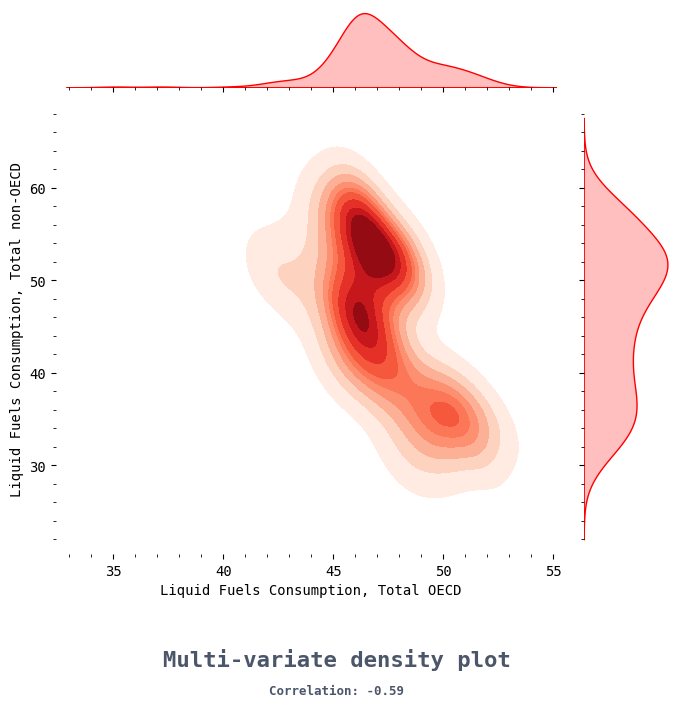 Liquid Fuels Consumption, Total non-OECD
60
50
40
30
35 40 45 50 55
Liquid Fuels Consumption, Total OECD
Multi-variate density plot
Correlation: -0.59